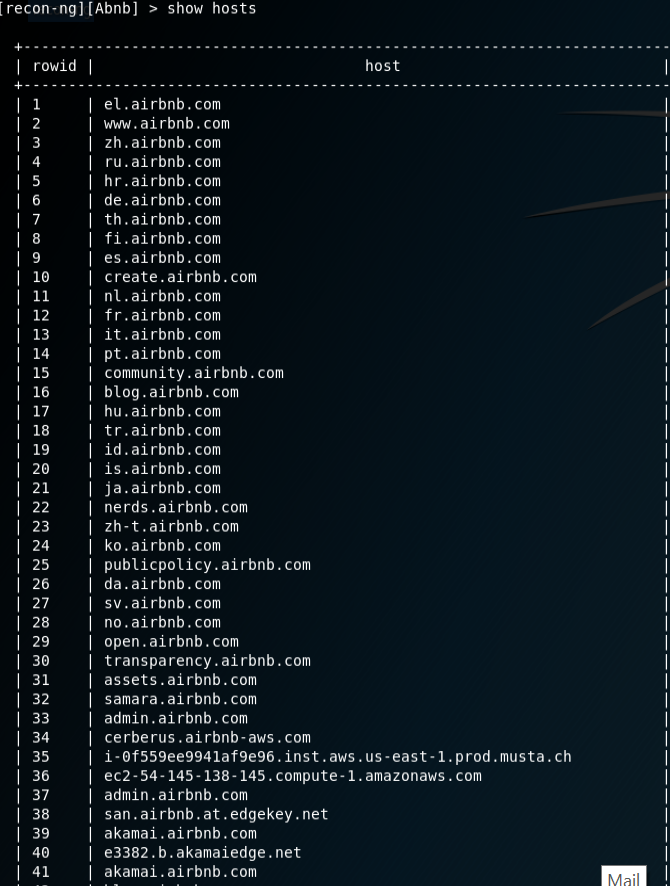 [recon-ng][Abnb] > show hosts
+---------------------------------------------------------------------
| rowid | host |
+---------------------------------------------------------------------
| 1 | el.airbnb.com
| 2 | www.airbnb.com
| 3 | zh.airbnb.com
| 4 | ru.airbnb.com
| 5 | hr.airbnb.com
| 6 | de.airbnb.com
| 7 | th.airbnb.com
| 8 | fi.airbnb.com
| 9 | es.airbnb.com
| 10 | create.airbnb.com
| 11 | nl.airbnb.com
| 12 | fr.airbnb.com
| 13 | it.airbnb.com
| 14 | pt.airbnb.com
| 15 | community.airbnb.com
| 16 | blog.airbnb.com
| 17 | hu.airbnb.com
| 18 | tr.airbnb.com
| 19 | id.airbnb.com
| 20 | is.airbnb.com
| 21 | ja.airbnb.com
| 22 | nerds.airbnb.com
| 23 | zh-t.airbnb.com
| 24 | ko.airbnb.com
| 25 | publicpolicy.airbnb.com
| 26 | da.airbnb.com
| 27 | sv.airbnb.com
| 28 | no.airbnb.com
| 29 | open.airbnb.com
| 30 | transparency.airbnb.com
| 31 | assets.airbnb.com
| 32 | samara.airbnb.com
| 33 | admin.airbnb.com
| 34 | cerberus.airbnb-aws.com
| 35 | i-0f559ee9941af9e96.inst.aws.us-east-1.prod.musta.ch
| 36 | ec2-54-145-138-145.compute-1.amazonaws.com
| 37 | admin.airbnb.com
| 38 | san.airbnb.at.edgekey.net
| 39 | akamai.airbnb.com
| 40 | e3382.b.akamaiedge.net
| 41 | akamai.airbnb.com
Mail